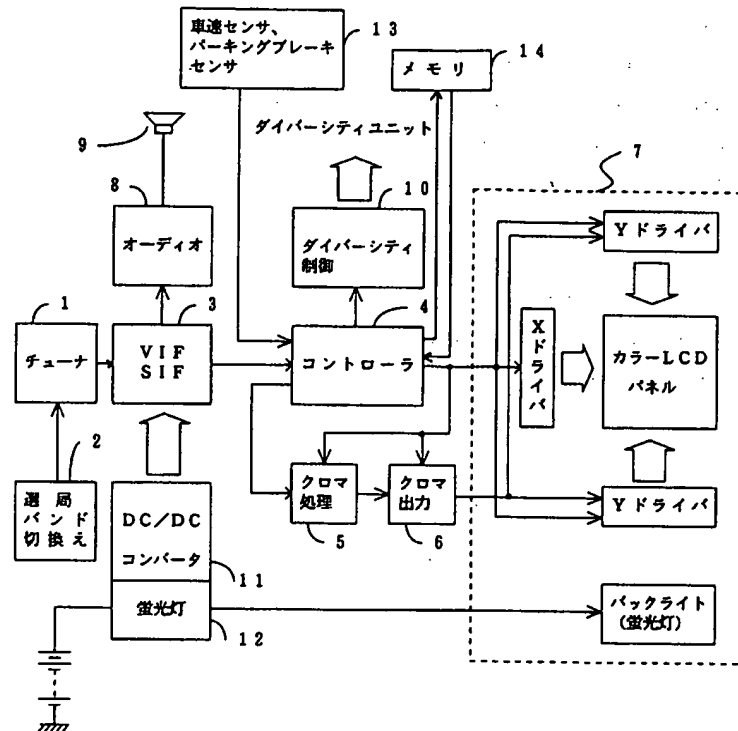 車速センサ、
パーキングブレーキ
センサ
13
メモリ
14
ダイバーシティユニット
9
7
8
10
オーディオ
ダイバーシティ
制御
Yドライバ
1
3
4
チューナ
VIF
SIF
コントローラ
Xドライバ
カラーLCD
パネル
2
選局
バンド
切換え
DC/DC
コンバータ
11
クロマ
処理
5
クロマ
出力
6
Yドライバ
蛍光灯
12
バックライト
(蛍光灯)